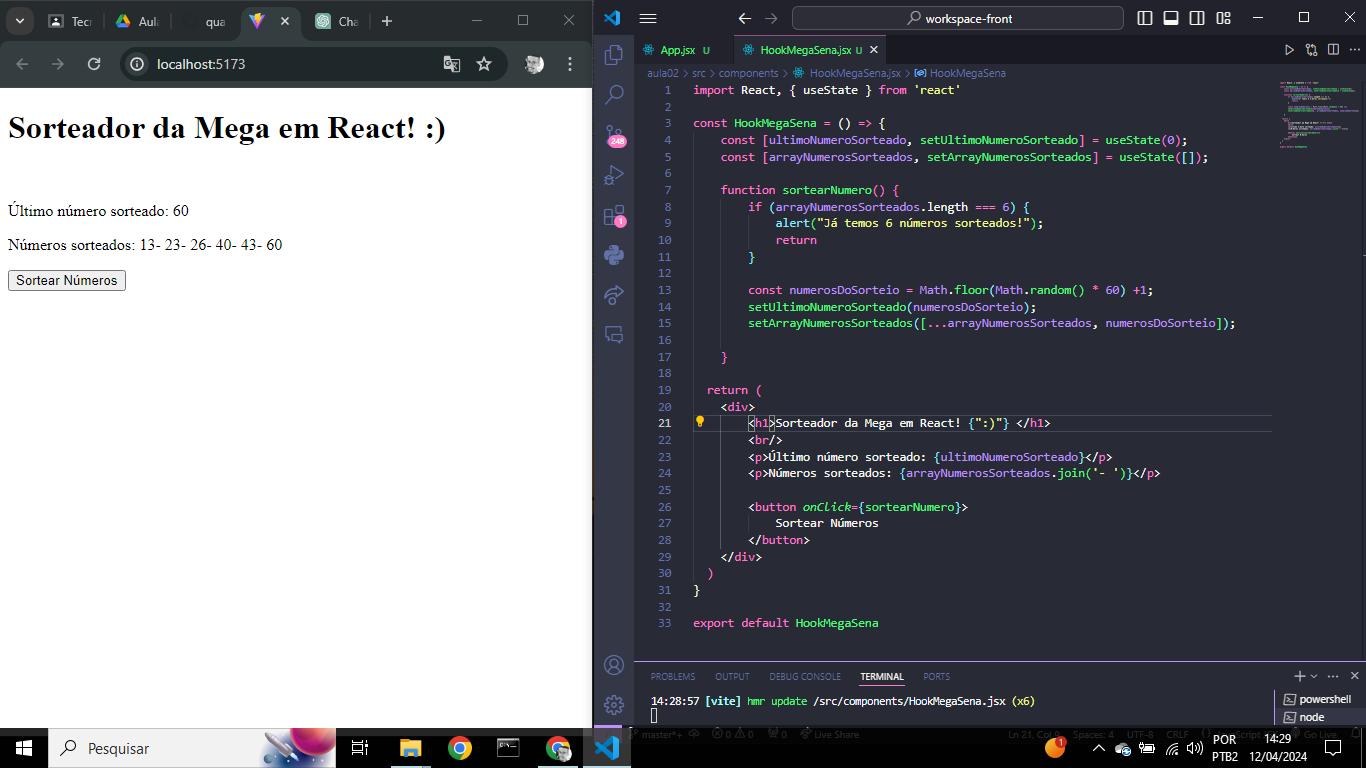 Tecr
Aula
qua
Cha
localhost:5173
Sorteador da Mega em React! :)
Último número sorteado: 60
Números sorteados: 13- 23- 26- 40- 43- 60
Sortear Números
workspace-front
App.jsx U
HookMegaSena.jsx U
aula02 > src > components > HookMegaSena.jsx > HookMegaSena
1 import React, { useState } from 'react'
2
3 const HookMegaSena = () => {
4 const [ultimoNumeroSorteado, setUltimoNumeroSorteado] = useState(0);
5 const [arrayNumerosSorteados, setArrayNumerosSorteados] = useState([]);
6
7 function sortearNumero() {
8 if (arrayNumerosSorteados.length === 6) {
9 alert("Já temos 6 números sorteados!");
10 return
11 }
12
13 const numerosDoSorteio = Math.floor(Math.random() * 60) +1;
14 setUltimoNumeroSorteado(numerosDoSorteio);
15 setArrayNumerosSorteados([...arrayNumerosSorteados, numerosDoSorteio]);
16
17 }
18
19 return (
20 <div>
21 <h1>Sorteador da Mega em React! {":)"} </h1>
22 <br/>
23 <p>Último número sorteado: {ultimoNumeroSorteado}</p>
24 <p>Números sorteados: {arrayNumerosSorteados.join('- ')}</p>
25
26 <button onClick={sortearNumero}>
27 Sortear Números
28 </button>
29 </div>
30 )
31 }
32
33 export default HookMegaSena
248
1
PROBLEMS OUTPUT DEBUG CONSOLE TERMINAL PORTS
14:28:57 [vite] hmr update /src/components/HookMegaSena.jsx (x6)
powershell
node
master*+ 0 0 0 Live Share
Ln 21, Col 9 Spaces: 4 UTF-8 CRLF Go Live
Pesquisar
1
POR
PTB2
14:29
12/04/2024